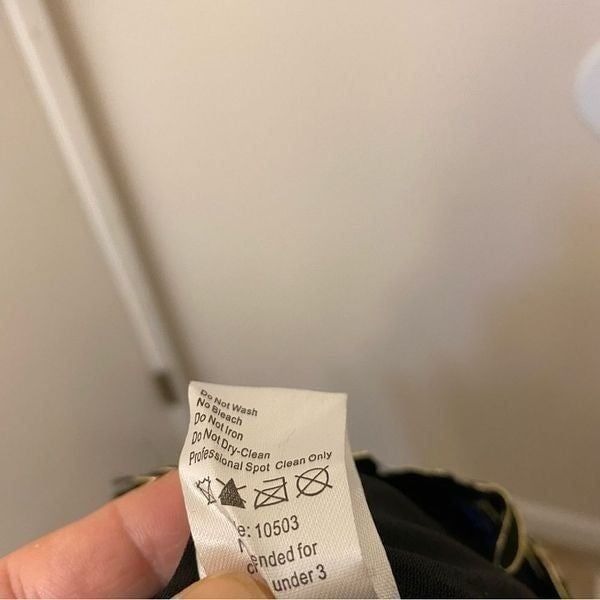 Do Not Wash
No Bleach
Do Not Iron
Do Not Dry-Clean
Professional Spot Clean Only
e: 10503
ended for
under 3